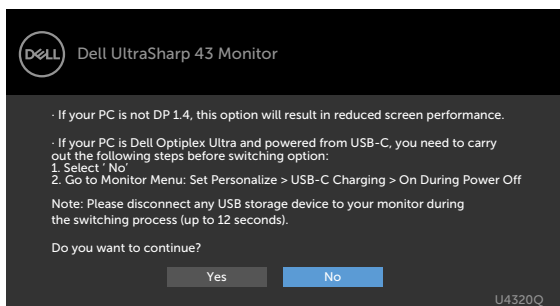 DELL
Dell UltraSharp 43 Monitor
· If your PC is not DP 1.4, this option will result in reduced screen performance.
· If your PC is Dell Optiplex Ultra and powered from USB-C, you need to carry
out the following steps before switching option:
1. Select ‘ No’
2. Go to Monitor Menu: Set Personalize > USB-C Charging > On During Power Off
Note: Please disconnect any USB storage device to your monitor during
the switching process (up to 12 seconds).
Do you want to continue?
Yes No
U4320Q